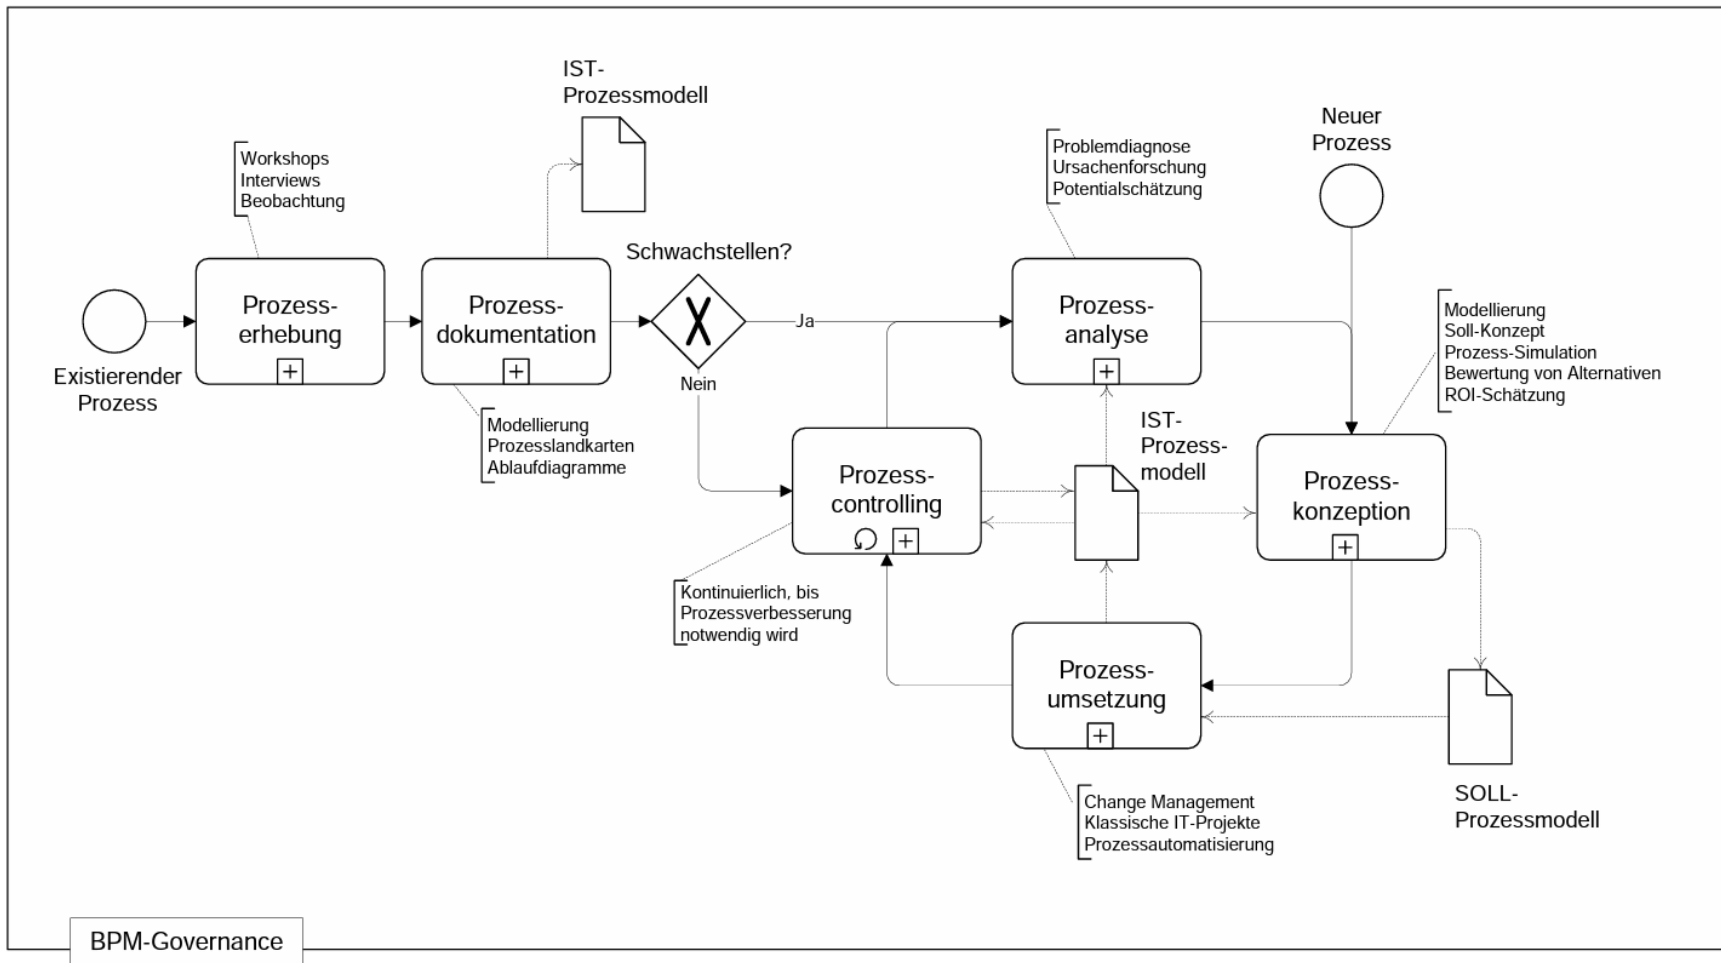 IST-
Prozessmodell
Neuer
Prozess
Workshops
Interviews
Beobachtung
Problemdiagnose
Ursachenforschung
Potentialschätzung
Schwachstellen?
Existierender
Prozess
Prozess-
erhebung
Prozess-
dokumentation
Ja
Nein
Prozess-
analyse
Modellierung
Soll-Konzept
Prozess-Simulation
Bewertung von Alternativen
ROI-Schätzung
Modellierung
Prozesslandkarten
Ablaufdiagramme
Prozess-
controlling
IST-
Prozess-
modell
Prozess-
konzeption
Kontinuierlich, bis
Prozessverbesserung
notwendig wird
Prozess-
umsetzung
SOLL-
Prozessmodell
Change Management
Klassische IT-Projekte
Prozessautomatisierung
BPM-Governance